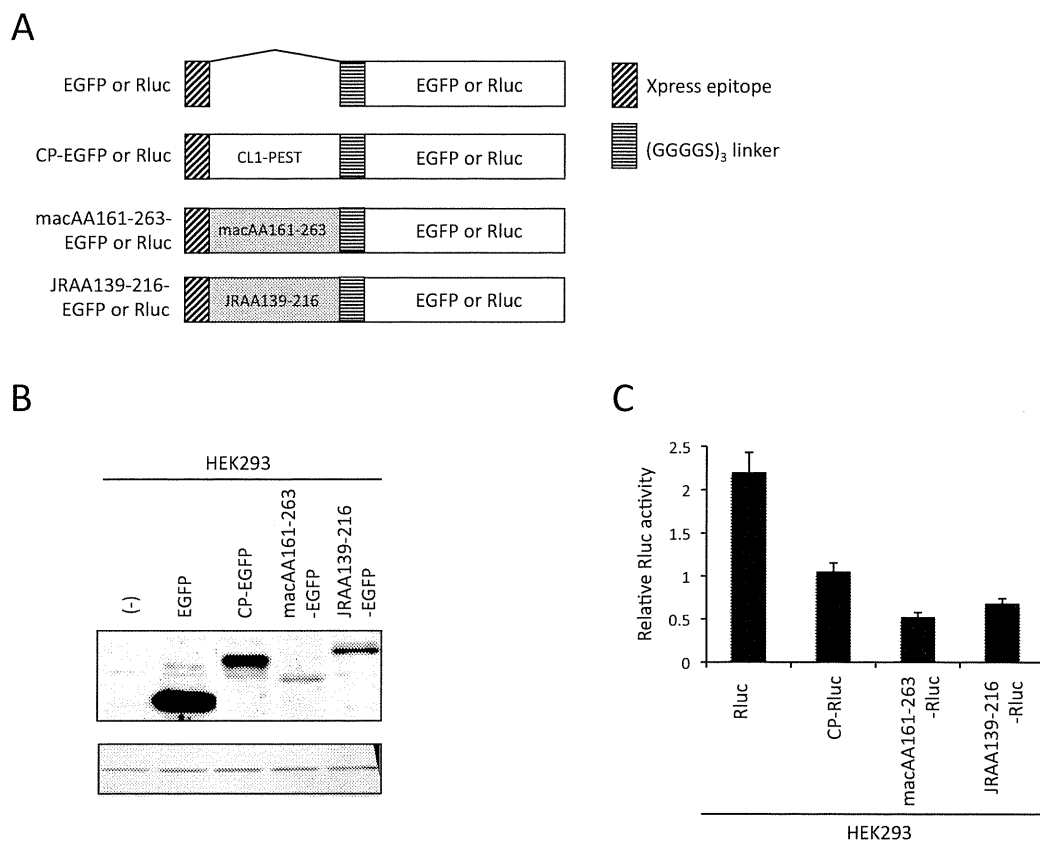 A
EGFP or Rluc
EGFP or Rluc
Xpress epitope
CP-EGFP or Rluc
CL1-PEST
EGFP or Rluc
(GGGGS)3 linker
macAA161-263-
EGFP or Rluc
macAA161-263
EGFP or Rluc
JRAA139-216-
EGFP or Rluc
JRAA139-216
EGFP or Rluc
B
HEK293
(-)
EGFP
CP-EGFP
macAA161-263
-EGFP
JRAA139-216
-EGFP
C
Relative Rluc activity
2.5
2
1.5
1
0.5
0
Rluc
CP-Rluc
macAA161-263
-Rluc
JRAA139-216
-Rluc
HEK293